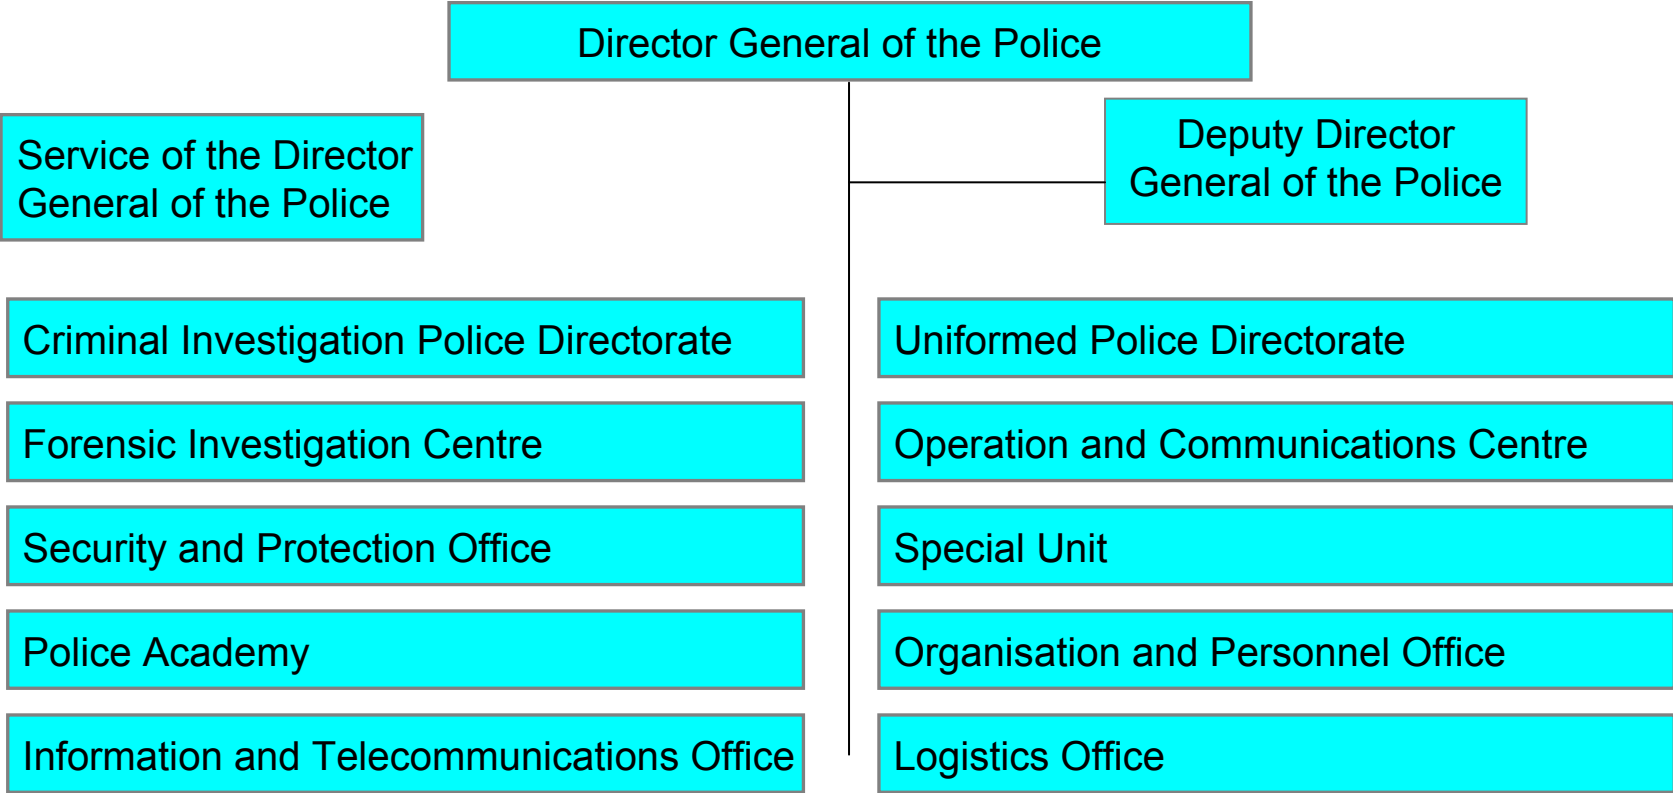 Director General of the Police
Service of the Director
General of the Police
Deputy Director
General of the Police
Criminal Investigation Police Directorate
Uniformed Police Directorate
Forensic Investigation Centre
Operation and Communications Centre
Security and Protection Office
Special Unit
Police Academy
Organisation and Personnel Office
Information and Telecommunications Office
Logistics Office